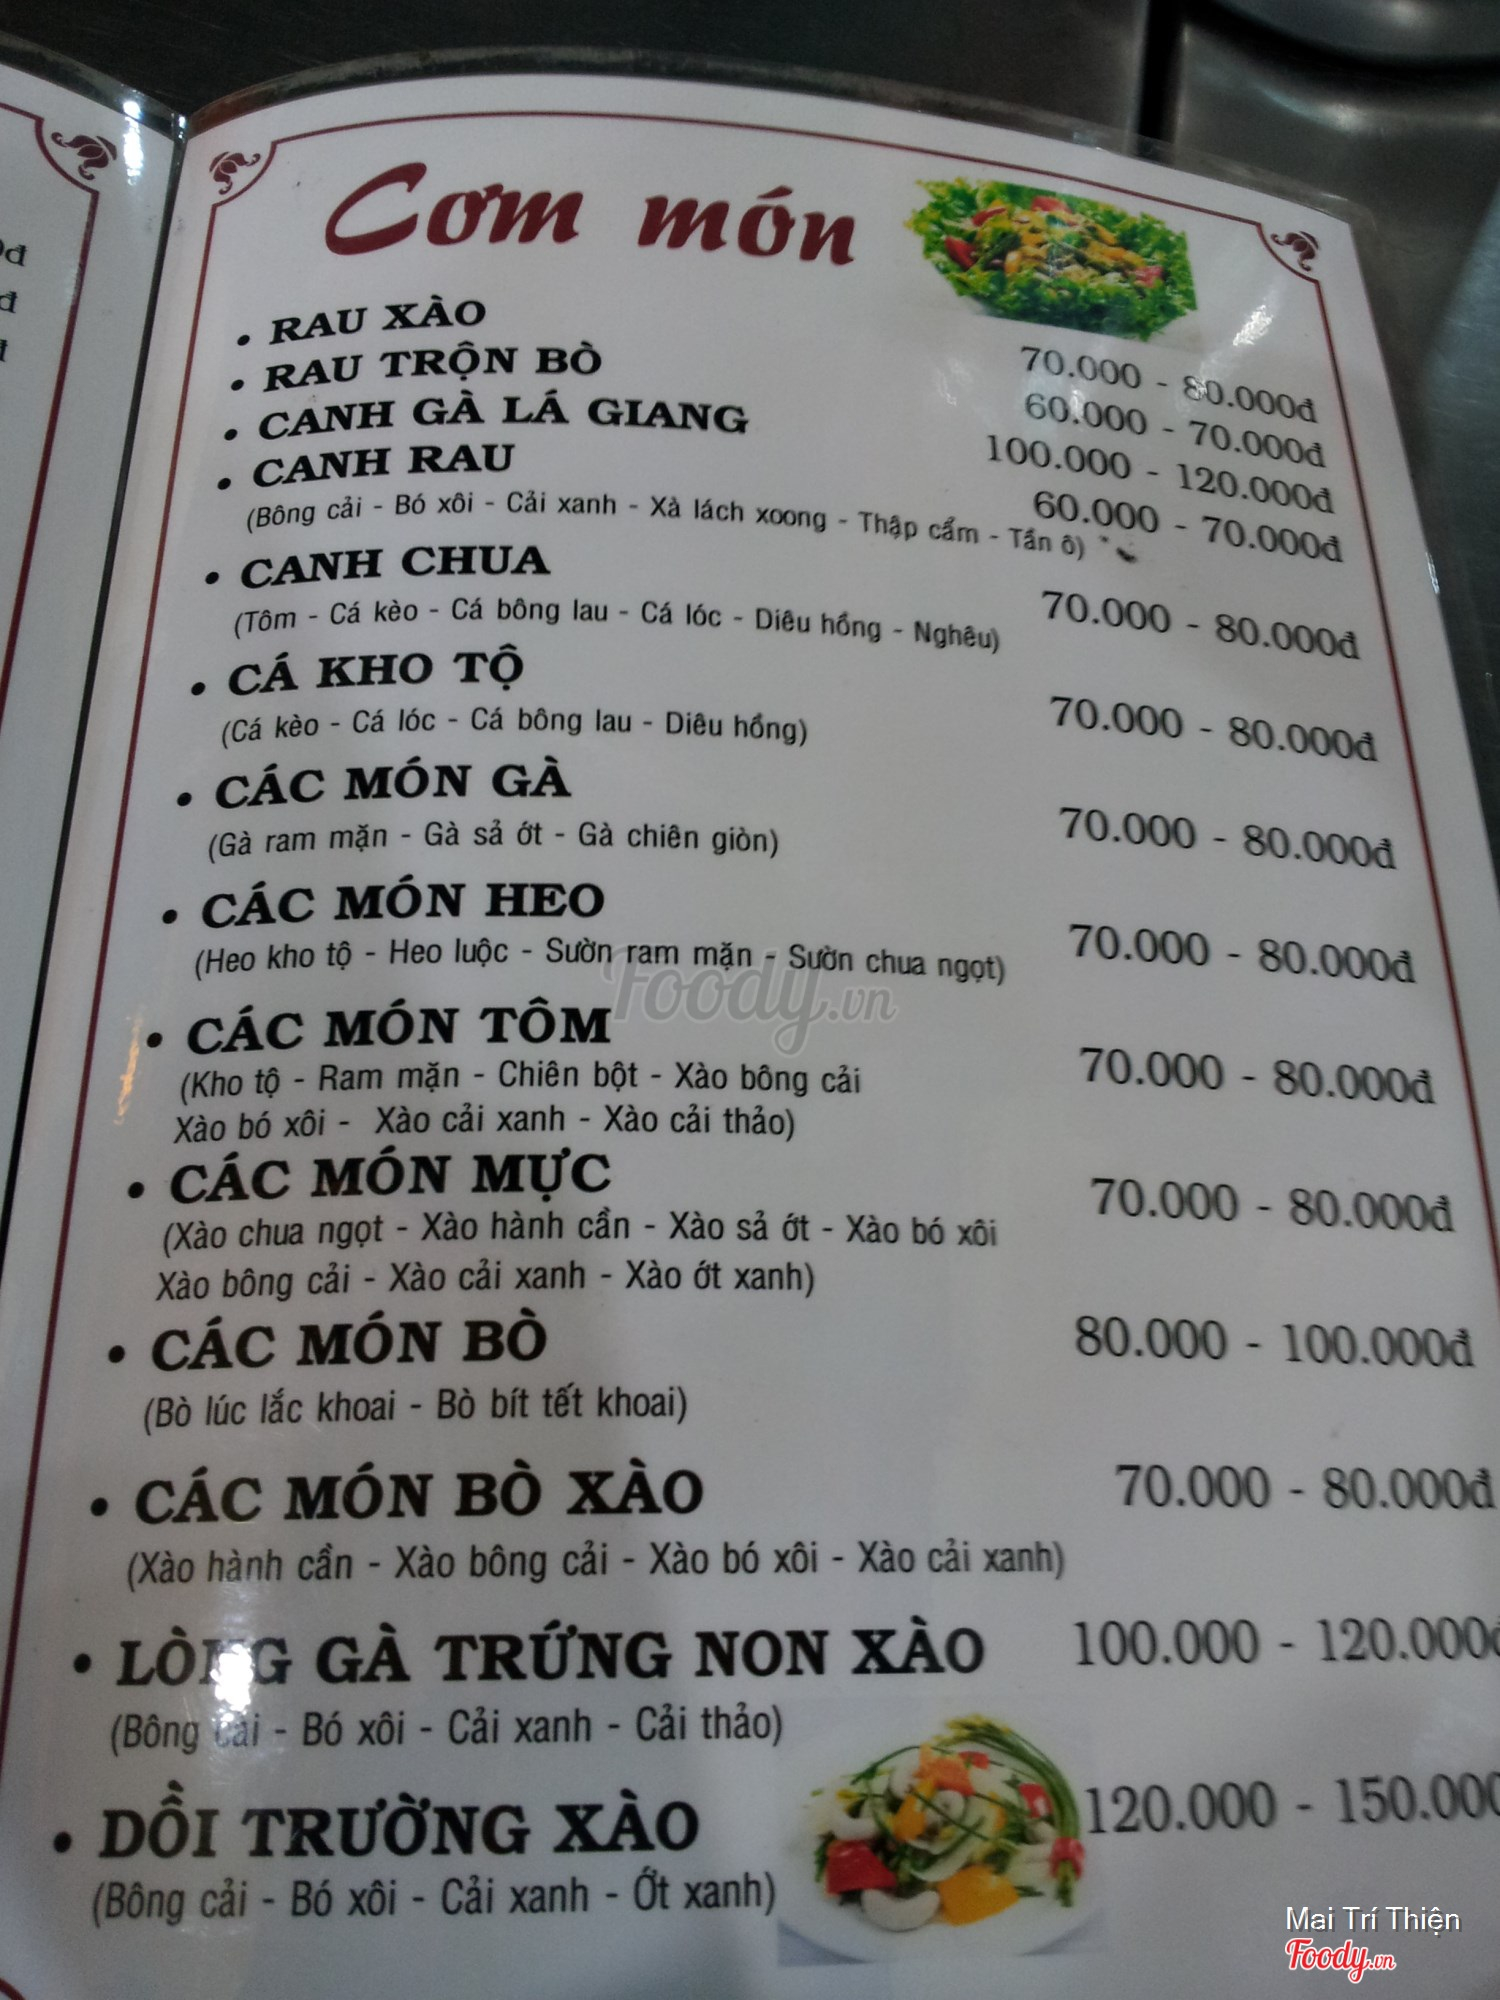 Cơm món
• RAU XÀO 70.000 - 80.000đ
• RAU TRỘN BÒ 60.000 - 70.000đ
• CANH GÀ LÁ GIANG 100.000 - 120.000đ
• CANH RAU 60.000 - 70.000đ
(Bông cải - Bó xôi - Cải xanh - Xà lách xoong - Thập cẩm - Tần ô)
• CANH CHUA 70.000 - 80.000đ
(Tôm - Cá kèo - Cá bông lau - Cá lóc - Diêu hồng - Nghêu)
• CÁ KHO TỘ 70.000 - 80.000đ
(Cá kèo - Cá lóc - Cá bông lau - Diêu hồng)
• CÁC MÓN GÀ 70.000 - 80.000đ
(Gà ram mặn - Gà sả ớt - Gà chiên giòn)
• CÁC MÓN HEO 70.000 - 80.000đ
(Heo kho tộ - Heo luộc - Sườn ram mặn - Sườn chua ngọt)
Foody.vn
• CÁC MÓN TÔM 70.000 - 80.000đ
(Kho tộ - Ram mặn - Chiên bột - Xào bông cải
Xào bó xôi - Xào cải xanh - Xào cải thảo)
• CÁC MÓN MỰC 70.000 - 80.000đ
(Xào chua ngọt - Xào hành cần - Xào sả ớt - Xào bó xôi
Xào bông cải - Xào cải xanh - Xào ớt xanh)
• CÁC MÓN BÒ 80.000 - 100.000đ
(Bò lúc lắc khoai - Bò bít tết khoai)
• CÁC MÓN BÒ XÀO 70.000 - 80.000đ
(Xào hành cần - Xào bông cải - Xào bó xôi - Xào cải xanh)
• LÒNG GÀ TRỨNG NON XÀO 100.000 - 120.000đ
(Bông cải - Bó xôi - Cải xanh - Cải thảo)
• DỒI TRƯỜNG XÀO 120.000 - 150.000
(Bông cải - Bó xôi - Cải xanh - Ớt xanh)
Mai Trí Thiện
Foody.vn